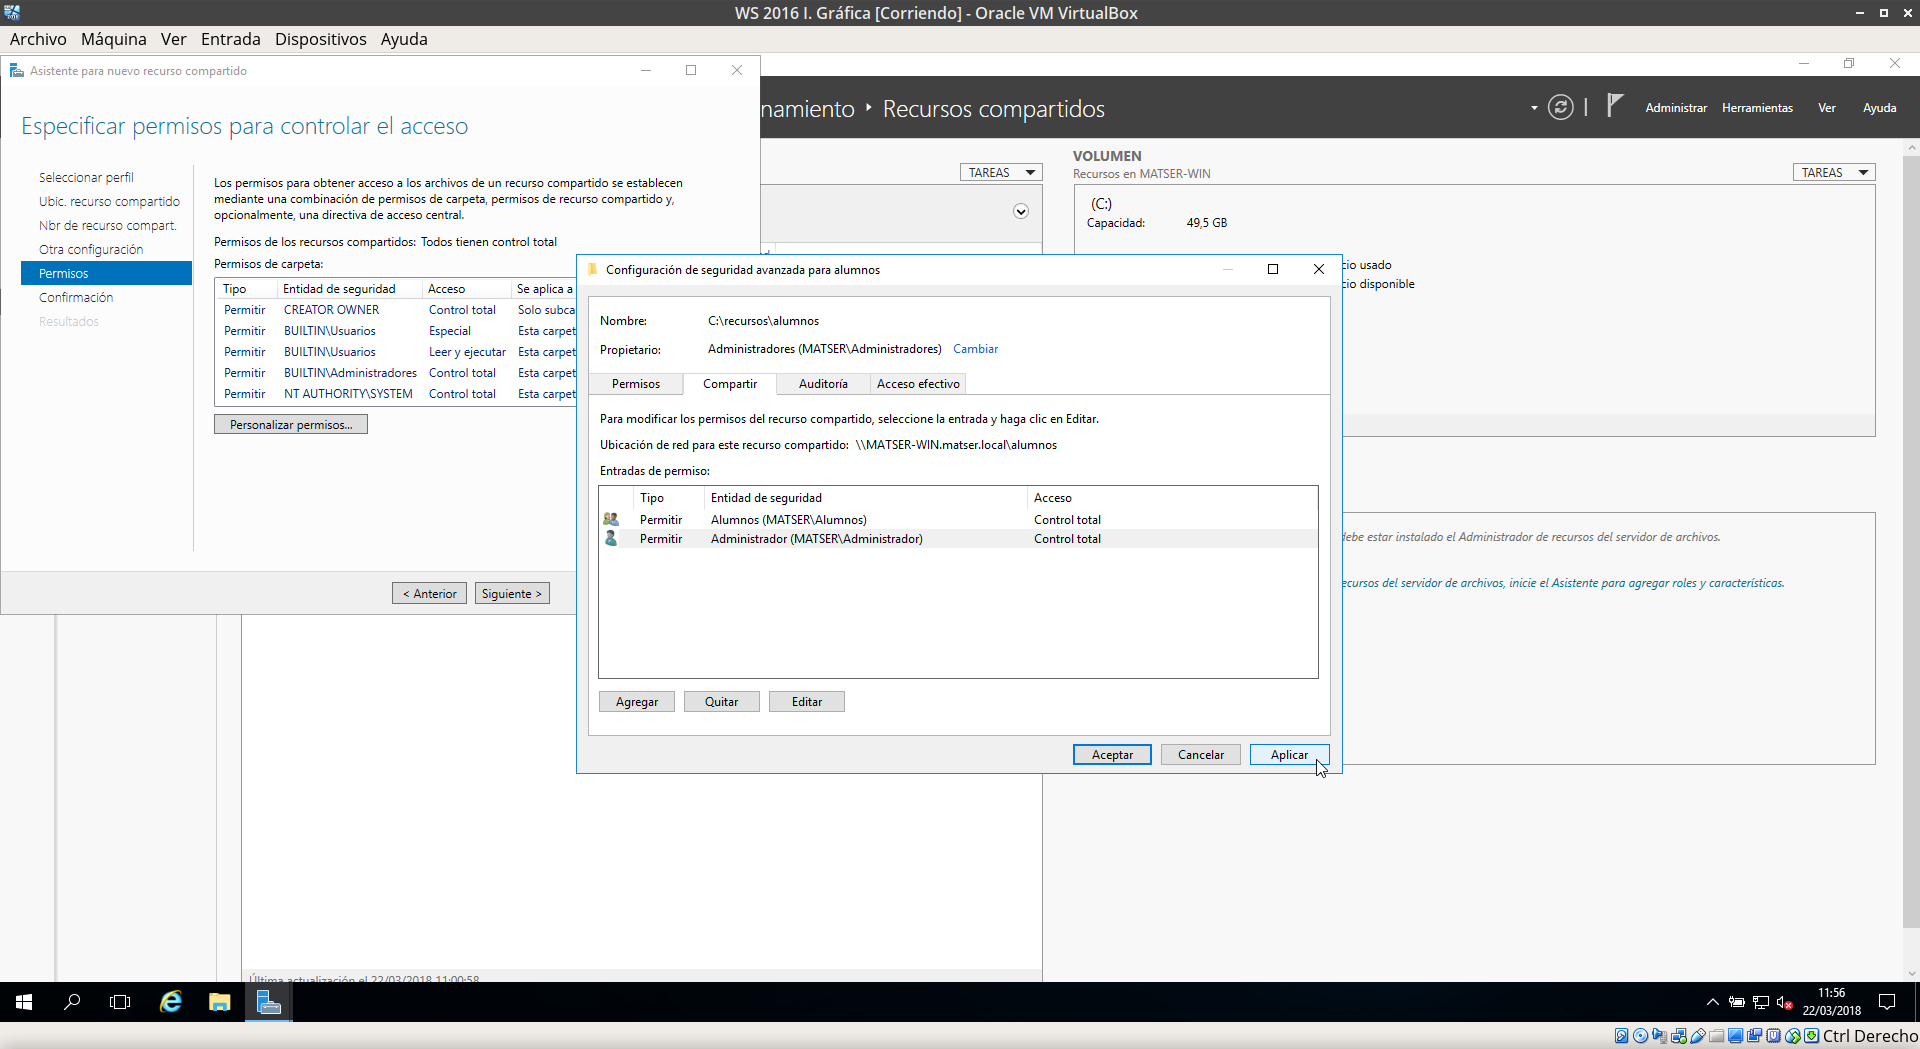 WS 2016 I. Gráfica [Corriendo] - Oracle VM VirtualBox
Archivo Máquina Ver Entrada Dispositivos Ayuda
Asistente para nuevo recurso compartido
Especificar permisos para controlar el acceso
Seleccionar perfil
Ubic. recurso compartido
Nbr de recurso compart.
Otra configuración
Permisos
Confirmación
Resultados
Los permisos para obtener acceso a los archivos de un recurso compartido se establecen
mediante una combinación de permisos de carpeta, permisos de recurso compartido y,
opcionalmente, una directiva de acceso central.
Permisos de los recursos compartidos: Todos tienen control total
Permisos de carpeta:
Tipo Entidad de seguridad Acceso Se aplica a
Permitir CREATOR OWNER Control total Solo subca
Permitir BUILTIN\Usuarios Especial Esta carpet
Permitir BUILTIN\Usuarios Leer y ejecutar Esta carpet
Permitir BUILTIN\Administradores Control total Esta carpet
Permitir NT AUTHORITY\SYSTEM Control total Esta carpet
Personalizar permisos...
< Anterior Siguiente >
namiento Recursos compartidos
Administrar Herramientas Ver Ayuda
TAREAS
VOLUMEN
Recursos en MATSER-WIN
TAREAS
(C:)
Capacidad: 49,5 GB
cio usado
cio disponible
Configuración de seguridad avanzada para alumnos
Nombre: C:\recursos\alumnos
Propietario: Administradores (MATSER\Administradores) Cambiar
Permisos Compartir Auditoría Acceso efectivo
Para modificar los permisos del recurso compartido, seleccione la entrada y haga clic en Editar.
Ubicación de red para este recurso compartido: \\MATSER-WIN.matser.local\alumnos
Entradas de permiso:
Tipo Entidad de seguridad Acceso
Permitir Alumnos (MATSER\Alumnos) Control total
Permitir Administrador (MATSER\Administrador) Control total
Agregar Quitar Editar
Aceptar Cancelar Aplicar
debe estar instalado el Administrador de recursos del servidor de archivos.
ecursos del servidor de archivos, inicie el Asistente para agregar roles y características.
Última actualización el 22/03/2018 11:00:58
11:56
22/03/2018
Ctrl Derecho